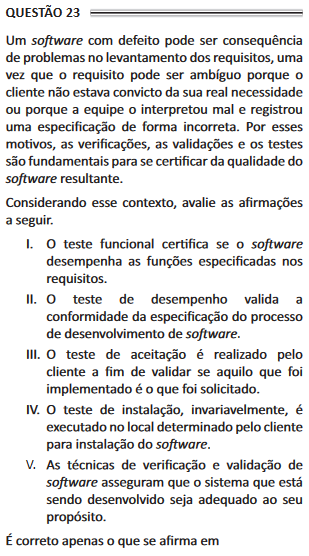 QUESTÃO 23
Um software com defeito pode ser consequência
de problemas no levantamento dos requisitos, uma
vez que o requisito pode ser ambíguo porque o
cliente não estava convicto da sua real necessidade
ou porque a equipe o interpretou mal e registrou
uma especificação de forma incorreta. Por esses
motivos, as verificações, as validações e os testes
são fundamentais para se certificar da qualidade do
software resultante.
Considerando esse contexto, avalie as afirmações
a seguir.
I. O teste funcional certifica se o software
desempenha as funções especificadas nos
requisitos.
II. O teste de desempenho valida a
conformidade da especificação do processo
de desenvolvimento de software.
III. O teste de aceitação é realizado pelo
cliente a fim de validar se aquilo que foi
implementado é o que foi solicitado.
IV. O teste de instalação, invariavelmente, é
executado no local determinado pelo cliente
para instalação do software.
V. As técnicas de verificação e validação de
software asseguram que o sistema que está
sendo desenvolvido seja adequado ao seu
propósito.
É correto apenas o que se afirma em